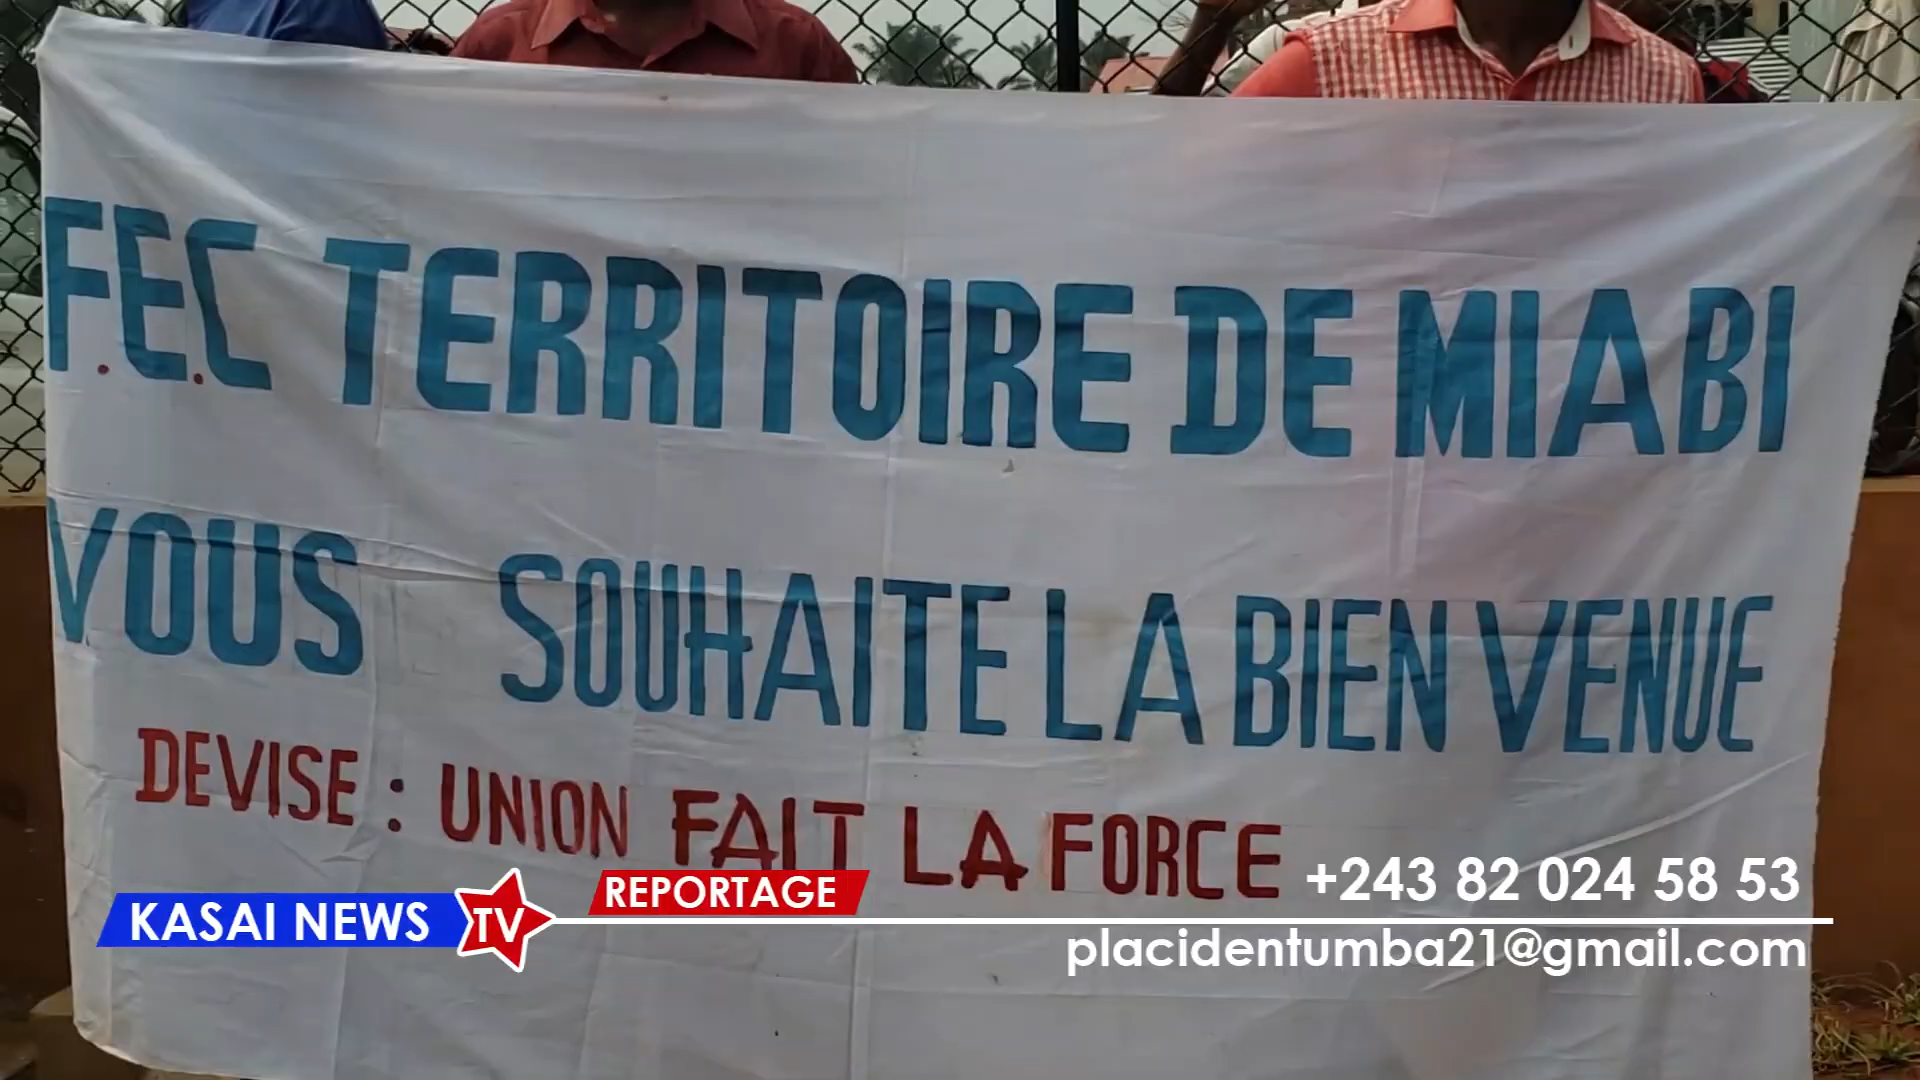 F.E.C TERRITOIRE DE MIABI
VOUS SOUHAITE LA BIEN VENUE
DEVISE : UNION FAIT LA FORCE
KASAI NEWS TV
REPORTAGE
+243 82 024 58 53
placidentumba21@gmail.com